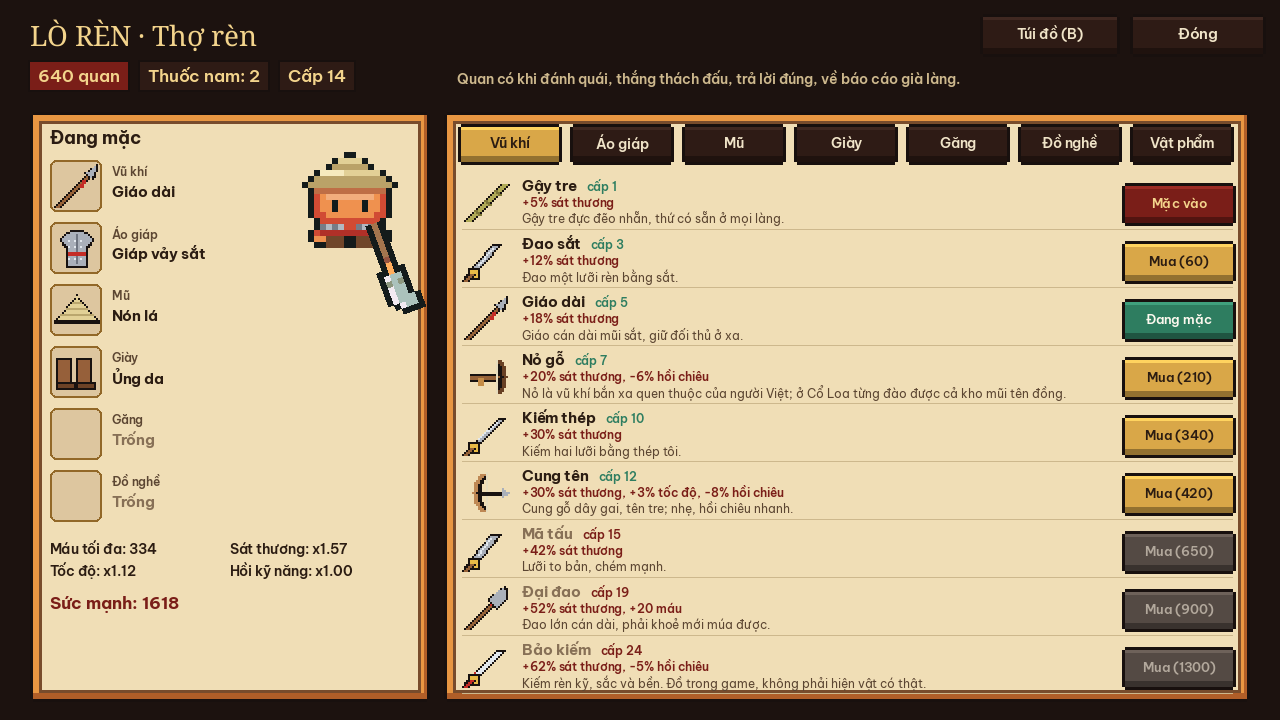 LÒ RÈN · Thợ rèn
Túi đồ (B)
Đóng
640 quan
Thuốc nam: 2
Cấp 14
Quan có khi đánh quái, thắng thách đấu, trả lời đúng, về báo cáo già làng.
Đang mặc
Vũ khí
Giáo dài
Áo giáp
Giáp vảy sắt
Mũ
Nón lá
Giày
Ủng da
Găng
Trống
Đồ nghề
Trống
Máu tối đa: 334
Sát thương: x1.57
Tốc độ: x1.12
Hồi kỹ năng: x1.00
Sức mạnh: 1618
Vũ khí
Áo giáp
Mũ
Giày
Găng
Đồ nghề
Vật phẩm
Gậy tre cấp 1
+5% sát thương
Gậy tre đực đẽo nhẵn, thứ có sẵn ở mọi làng.
Mặc vào
Đao sắt cấp 3
+12% sát thương
Đao một lưỡi rèn bằng sắt.
Mua (60)
Giáo dài cấp 5
+18% sát thương
Giáo cán dài mũi sắt, giữ đối thủ ở xa.
Đang mặc
Nỏ gỗ cấp 7
+20% sát thương, -6% hồi chiêu
Nỏ là vũ khí bắn xa quen thuộc của người Việt; ở Cổ Loa từng đào được cả kho mũi tên đồng.
Mua (210)
Kiếm thép cấp 10
+30% sát thương
Kiếm hai lưỡi bằng thép tôi.
Mua (340)
Cung tên cấp 12
+30% sát thương, +3% tốc độ, -8% hồi chiêu
Cung gỗ dây gai, tên tre; nhẹ, hồi chiêu nhanh.
Mua (420)
Mã tấu cấp 15
+42% sát thương
Lưỡi to bản, chém mạnh.
Mua (650)
Đại đao cấp 19
+52% sát thương, +20 máu
Đao lớn cán dài, phải khoẻ mới múa được.
Mua (900)
Bảo kiếm cấp 24
+62% sát thương, -5% hồi chiêu
Kiếm rèn kỹ, sắc và bền. Đồ trong game, không phải hiện vật có thật.
Mua (1300)